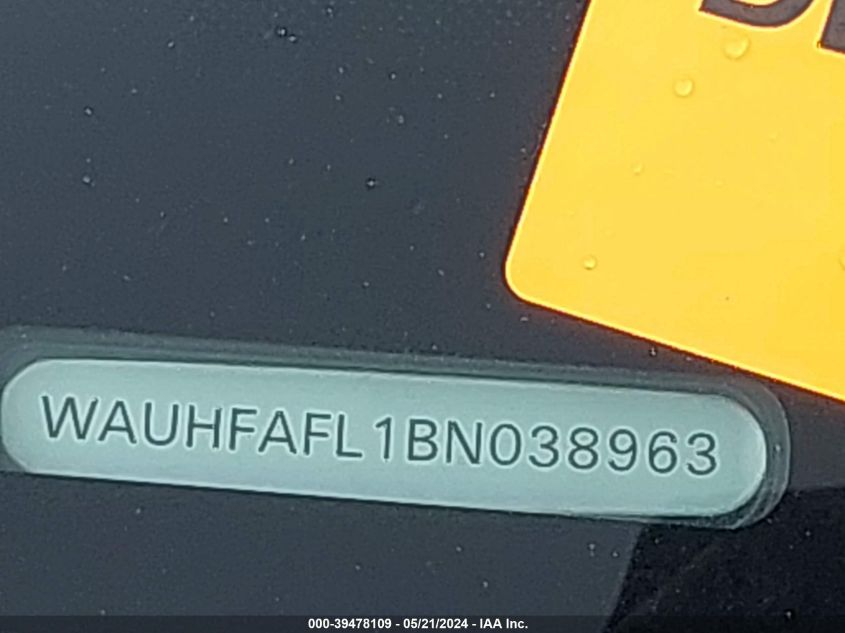 WAUHFAFL1BN038963
000-39478109 - 05/21/2024 - IAA Inc.